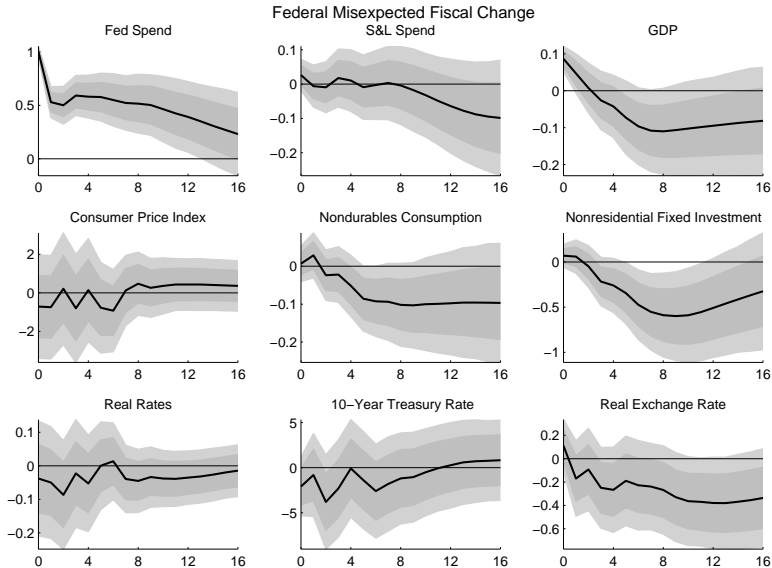 Federal Misexpected Fiscal Change
Fed Spend
S&L Spend
GDP
1
0.5
0
0 4 8 12 16
0.1
0
−0.1
−0.2
0 4 8 12 16
0.1
0
−0.1
−0.2
0 4 8 12 16
Consumer Price Index
Nondurables Consumption
Nonresidential Fixed Investment
2
0
−2
0 4 8 12 16
0
−0.1
−0.2
0 4 8 12 16
0
−0.5
−1
0 4 8 12 16
Real Rates
10−Year Treasury Rate
Real Exchange Rate
0.1
0
−0.1
−0.2
0 4 8 12 16
5
0
−5
0 4 8 12 16
0.2
0
−0.2
−0.4
−0.6
0 4 8 12 16